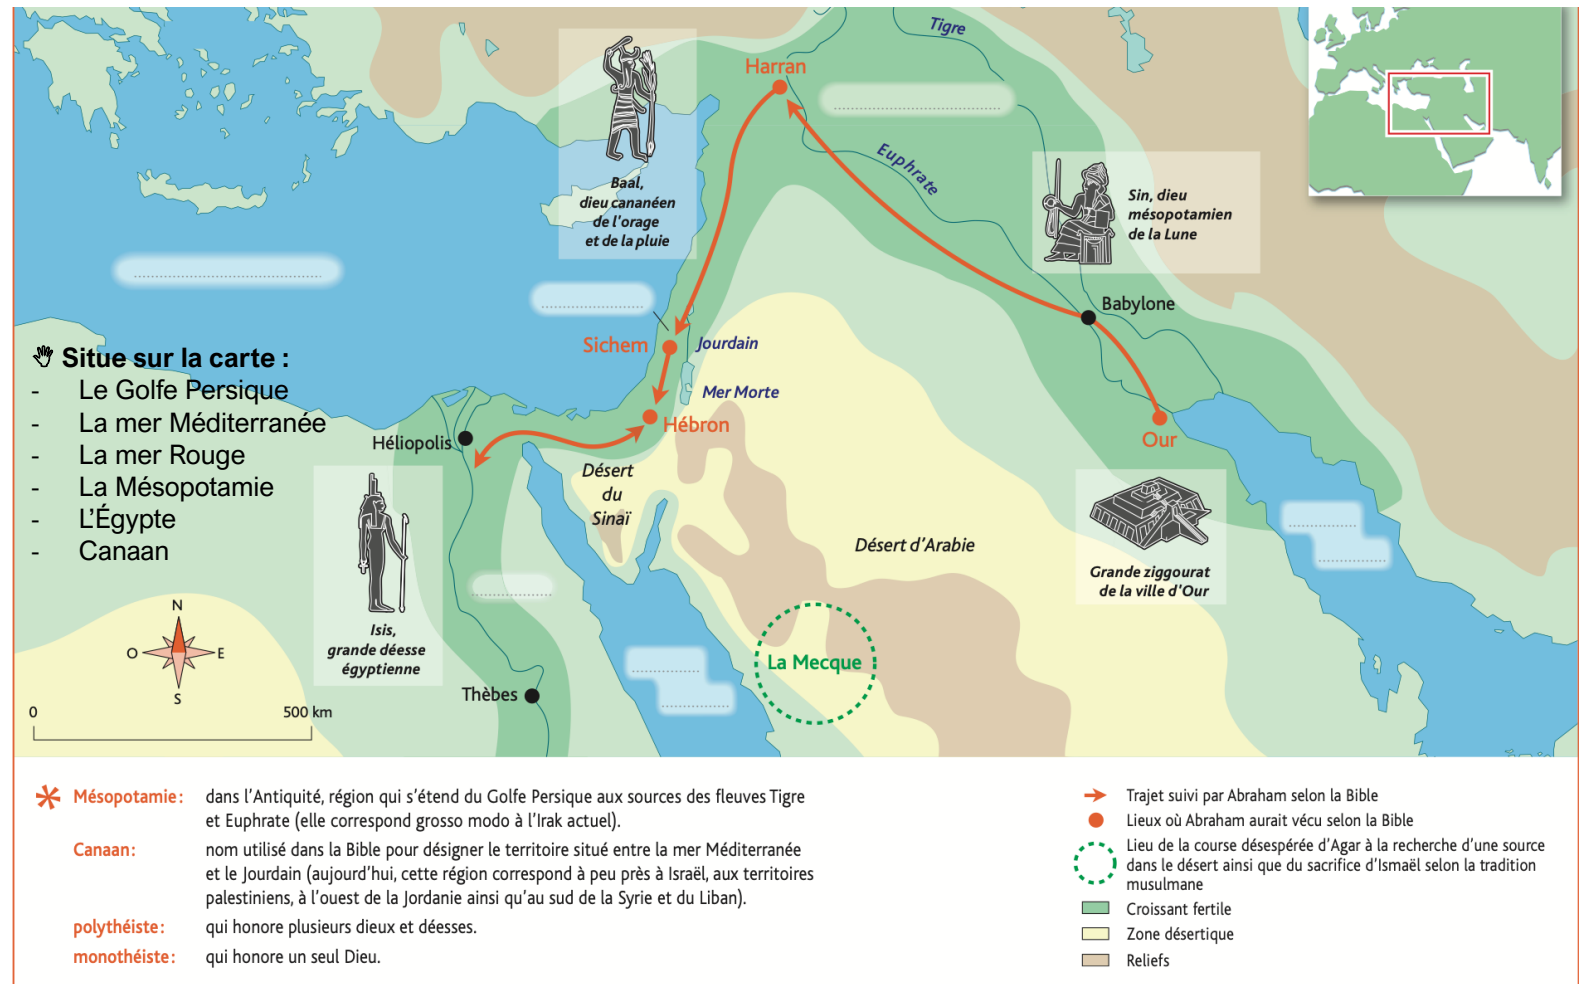 Tigre
Harran
Euphrate
Baal,
dieu cananéen
de l'orage
et de la pluie
Sin, dieu
mésopotamien
de la Lune
Babylone
Situe sur la carte :
- Le Golfe Persique
- La mer Méditerranée
- La mer Rouge
- La Mésopotamie
- L'Égypte
- Canaan
Sichem
Jourdain
Mer Morte
Hébron
Héliopolis
Our
Désert
du
Sinaï
Désert d'Arabie
Grande ziggourat
de la ville d'Our
Isis,
grande déesse
égyptienne
N
O
E
S
La Mecque
Thèbes
0
500 km
* Mésopotamie : dans l'Antiquité, région qui s'étend du Golfe Persique aux sources des fleuves Tigre
et Euphrate (elle correspond grosso modo à l'Irak actuel).
Canaan : nom utilisé dans la Bible pour désigner le territoire situé entre la mer Méditerranée
et le Jourdain (aujourd'hui, cette région correspond à peu près à Israël, aux territoires
palestiniens, à l'ouest de la Jordanie ainsi qu'au sud de la Syrie et du Liban).
polythéiste : qui honore plusieurs dieux et déesses.
monothéiste : qui honore un seul Dieu.
Trajet suivi par Abraham selon la Bible
Lieux où Abraham aurait vécu selon la Bible
Lieu de la course désespérée d'Agar à la recherche d'une source
dans le désert ainsi que du sacrifice d'Ismaël selon la tradition
musulmane
Croissant fertile
Zone désertique
Reliefs